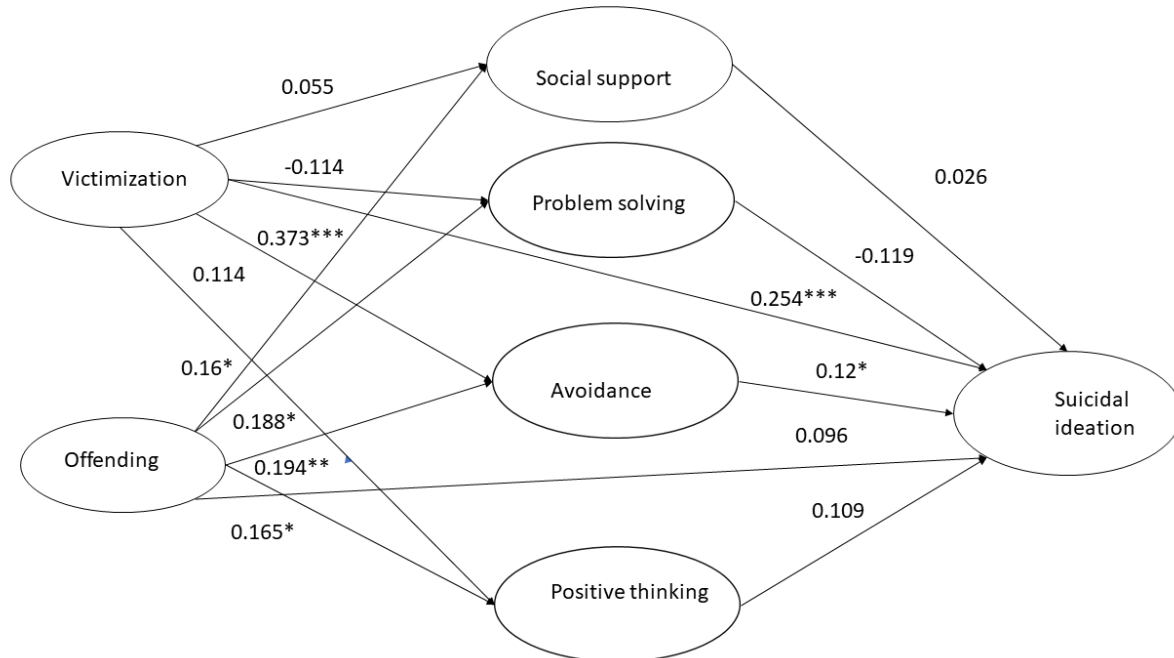 Social support
0.055
Victimization
-0.114
0.026
Problem solving
0.373***
0.114
-0.119
0.254***
0.16*
Avoidance
0.12*
Suicidal
ideation
0.188*
0.096
Offending
0.194**
0.109
0.165*
Positive thinking